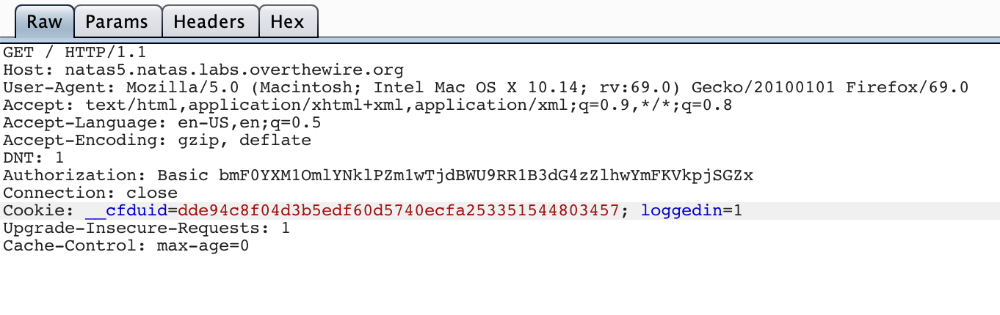 Raw Params Headers Hex
GET / HTTP/1.1
Host: natas5.natas.labs.overthewire.org
User-Agent: Mozilla/5.0 (Macintosh; Intel Mac OS X 10.14; rv:69.0) Gecko/20100101 Firefox/69.0
Accept: text/html,application/xhtml+xml,application/xml;q=0.9,*/*;q=0.8
Accept-Language: en-US,en;q=0.5
Accept-Encoding: gzip, deflate
DNT: 1
Authorization: Basic bmF0YXM1OmlYNklPZm1wTjdBWU9RR1B3dG4zZlhwYmFKVkpjSGZx
Connection: close
Cookie: __cfduid=dde94c8f04d3b5edf60d5740ecfa253351544803457; loggedin=1
Upgrade-Insecure-Requests: 1
Cache-Control: max-age=0